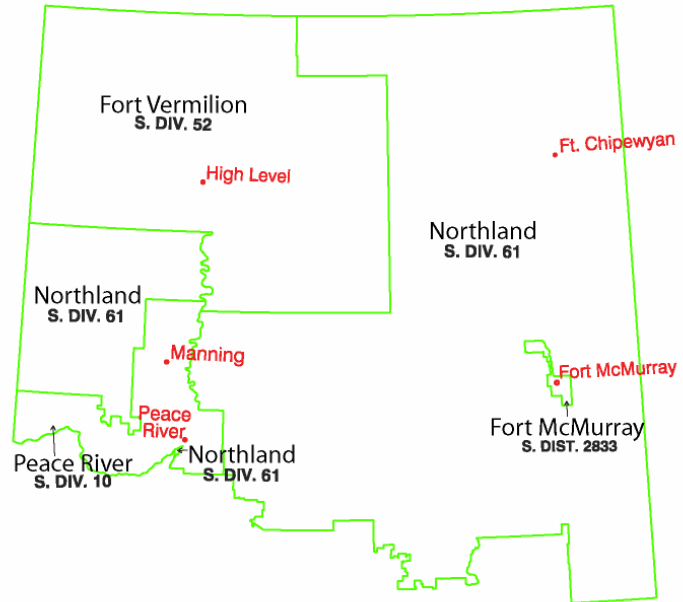 Fort Vermilion
S. DIV. 52
Ft. Chipewyan
High Level
Northland
S. DIV. 61
Northland
S. DIV. 61
Manning
Fort McMurray
Peace
River
Fort McMurray
S. DIST. 2833
Northland
S. DIV. 61
Peace River
S. DIV. 10